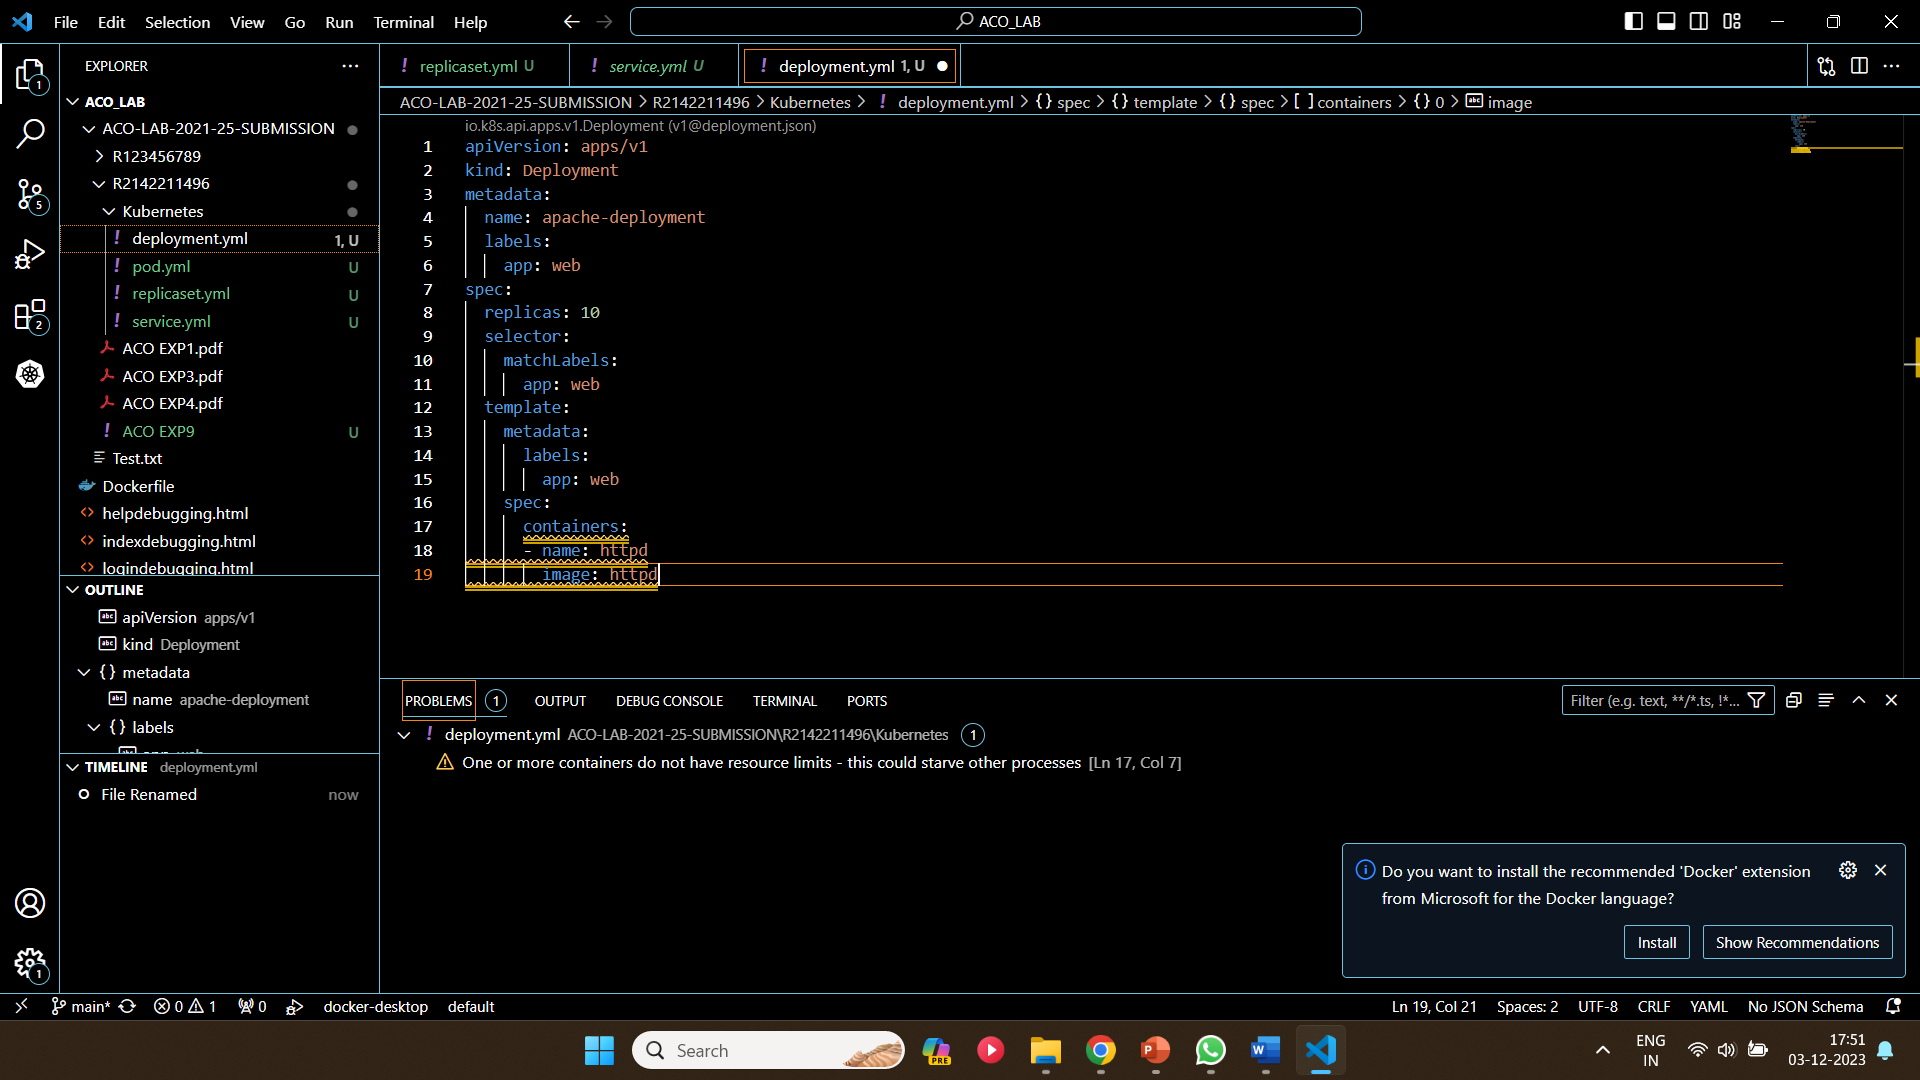 File Edit Selection View Go Run Terminal Help
ACO_LAB
EXPLORER
ACO_LAB
ACO-LAB-2021-25-SUBMISSION
R123456789
R2142211496
Kubernetes
deployment.yml 1, U
pod.yml U
replicaset.yml U
service.yml U
ACO EXP1.pdf
ACO EXP3.pdf
ACO EXP4.pdf
ACO EXP9 U
Test.txt
Dockerfile
helpdebugging.html
indexdebugging.html
logindebugging.html
OUTLINE
apiVersion apps/v1
kind Deployment
{} metadata
name apache-deployment
{} labels
app web
TIMELINE deployment.yml
File Renamed now
1
5
2
1
replicaset.yml U service.yml U deployment.yml 1, U
ACO-LAB-2021-25-SUBMISSION > R2142211496 > Kubernetes > ! deployment.yml > {} spec > {} template > {} spec > [ ] containers > {} 0 > image
io.k8s.api.apps.v1.Deployment (v1@deployment.json)
1 apiVersion: apps/v1
2 kind: Deployment
3 metadata:
4 name: apache-deployment
5 labels:
6 app: web
7 spec:
8 replicas: 10
9 selector:
10 matchLabels:
11 app: web
12 template:
13 metadata:
14 labels:
15 app: web
16 spec:
17 containers:
18 - name: httpd
19 image: httpd
PROBLEMS 1 OUTPUT DEBUG CONSOLE TERMINAL PORTS
Filter (e.g. text, **/*.ts, !*...
deployment.yml ACO-LAB-2021-25-SUBMISSION\R2142211496\Kubernetes 1
One or more containers do not have resource limits - this could starve other processes [Ln 17, Col 7]
Do you want to install the recommended 'Docker' extension
from Microsoft for the Docker language?
Install Show Recommendations
main* 0 1 0 docker-desktop default
Ln 19, Col 21 Spaces: 2 UTF-8 CRLF YAML No JSON Schema
Search
PRE
ENG
IN
17:51
03-12-2023